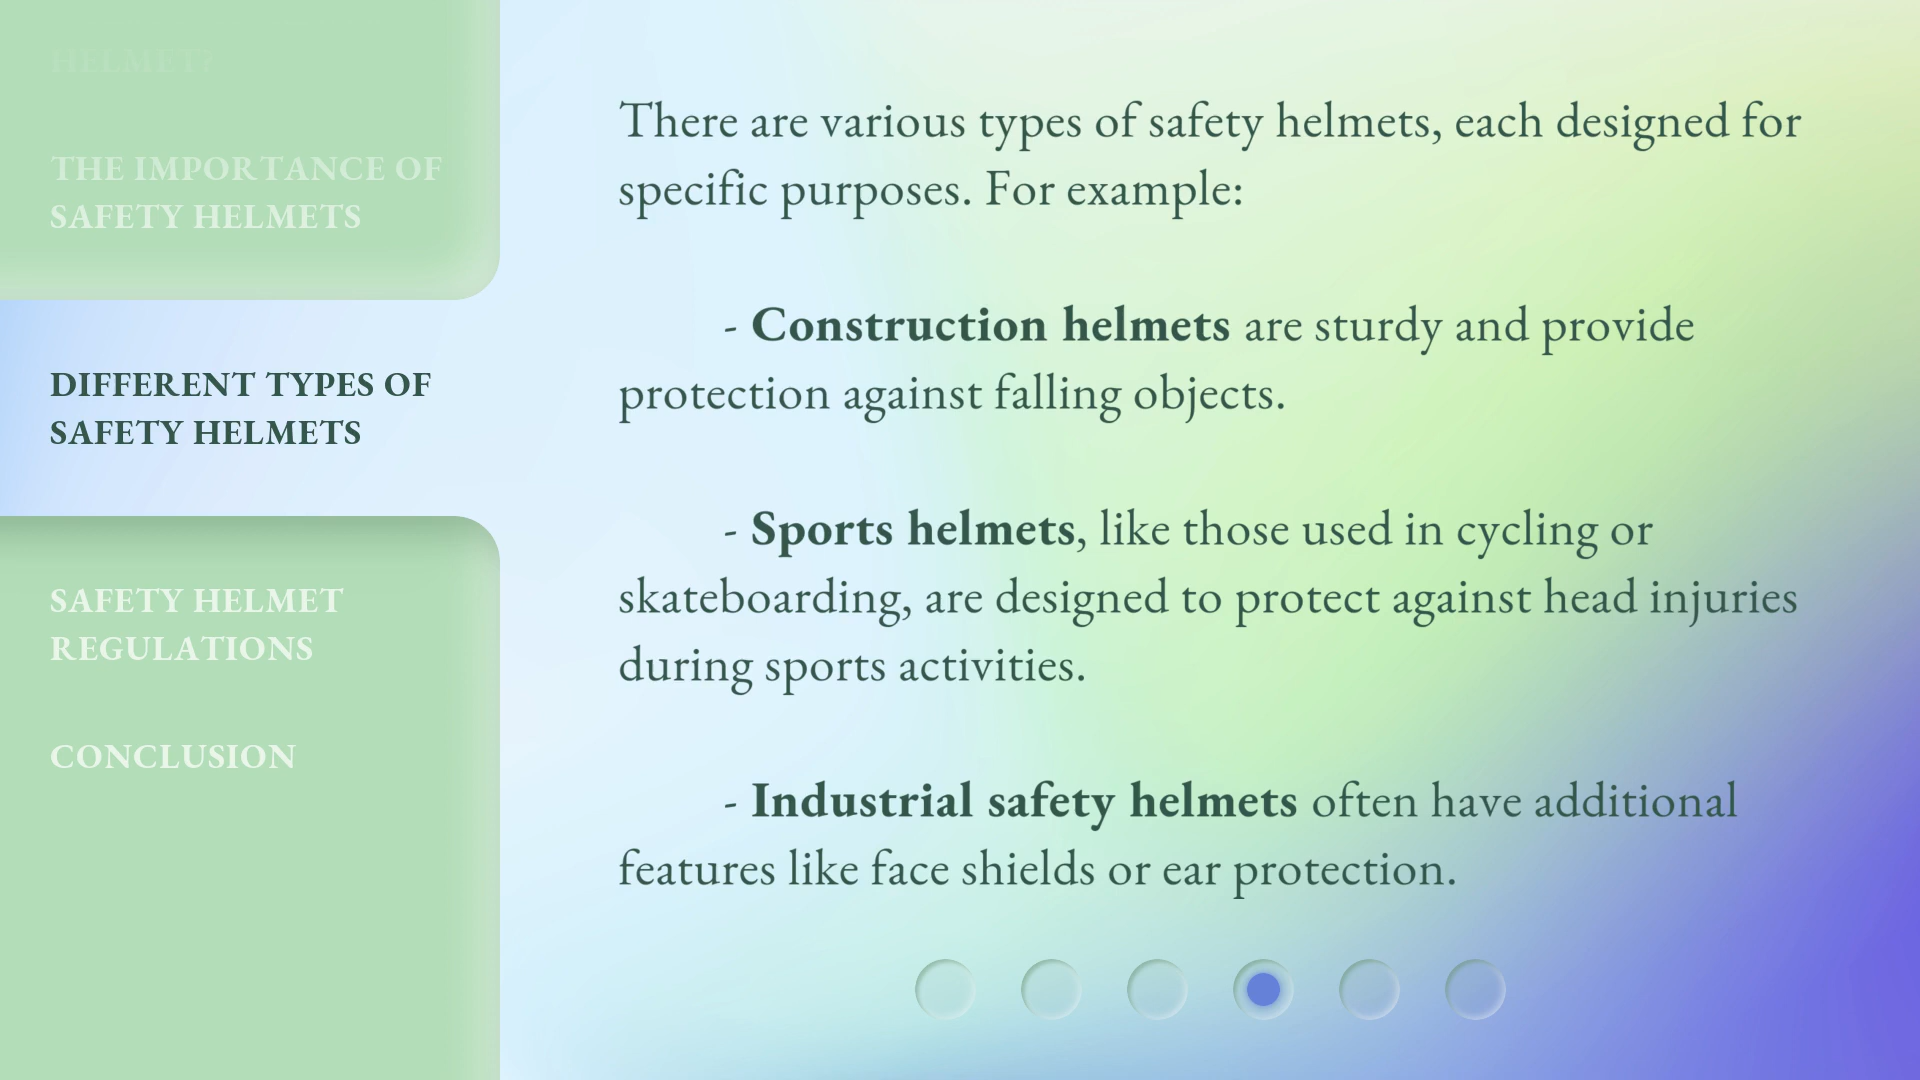 HELMET?
THE IMPORTANCE OF
SAFETY HELMETS
DIFFERENT TYPES OF
SAFETY HELMETS
SAFETY HELMET
REGULATIONS
CONCLUSION
There are various types of safety helmets, each designed for
specific purposes. For example:
- Construction helmets are sturdy and provide
protection against falling objects.
- Sports helmets, like those used in cycling or
skateboarding, are designed to protect against head injuries
during sports activities.
- Industrial safety helmets often have additional
features like face shields or ear protection.